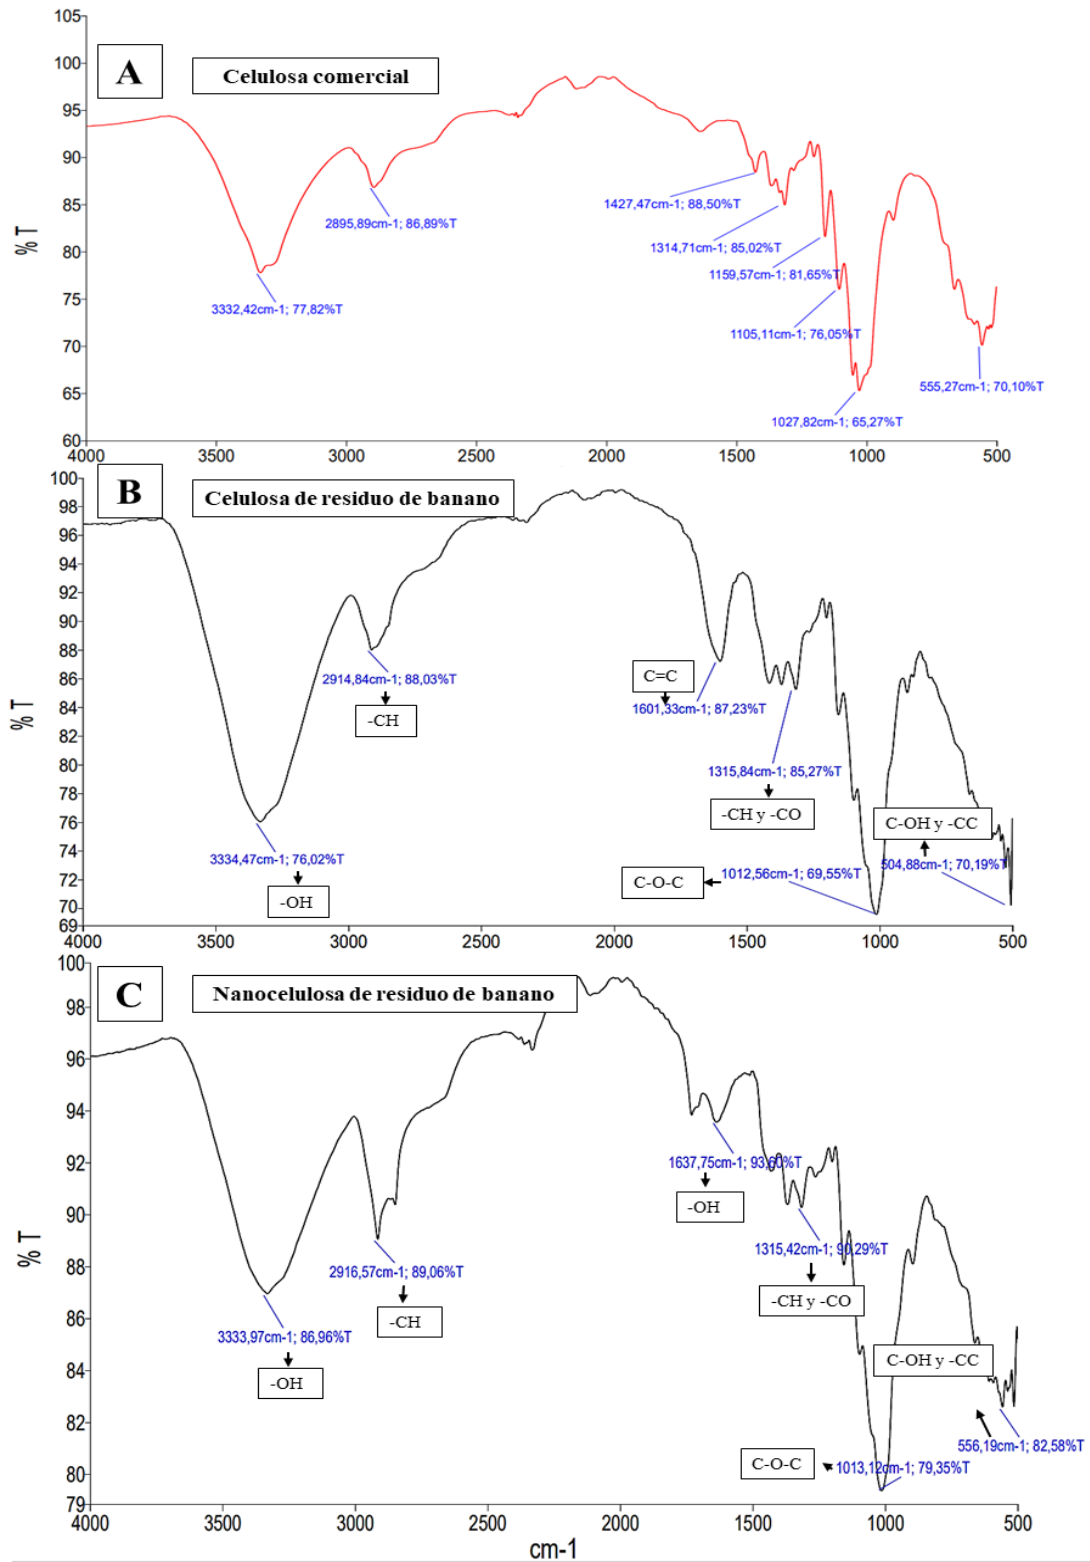 105
A
Celulosa comercial
100
95
90
85
80
75
70
65
60
% T
2895,89cm-1; 86,89%T
3332,42cm-1; 77,82%T
1427,47cm-1; 88,50%T
1314,71cm-1; 85,02%T
1159,57cm-1; 81,65%T
1105,11cm-1; 76,05%T
1027,82cm-1; 65,27%T
555,27cm-1; 70,10%T
4000 3500 3000 2500 2000 1500 1000 500
B
Celulosa de residuo de banano
100
98
96
94
92
90
88
86
84
82
80
78
76
74
72
70
69
% T
2914,84cm-1; 88,03%T
-CH
3334,47cm-1; 76,02%T
-OH
C=C
1601,33cm-1; 87,23%T
1315,84cm-1; 85,27%T
-CH y -CO
C-OH y -CC
504,88cm-1; 70,19%T
C-O-C
1012,56cm-1; 69,55%T
4000 3500 3000 2500 2000 1500 1000 500
C
Nanocelulosa de residuo de banano
100
98
96
94
92
90
88
86
84
82
80
79
% T
2916,57cm-1; 89,06%T
-CH
3333,97cm-1; 86,96%T
-OH
1637,75cm-1; 93,60%T
-OH
1315,42cm-1; 90,29%T
-CH y -CO
C-OH y -CC
556,19cm-1; 82,58%T
C-O-C
1013,12cm-1; 79,35%T
4000 3500 3000 2500 2000 1500 1000 500
cm-1